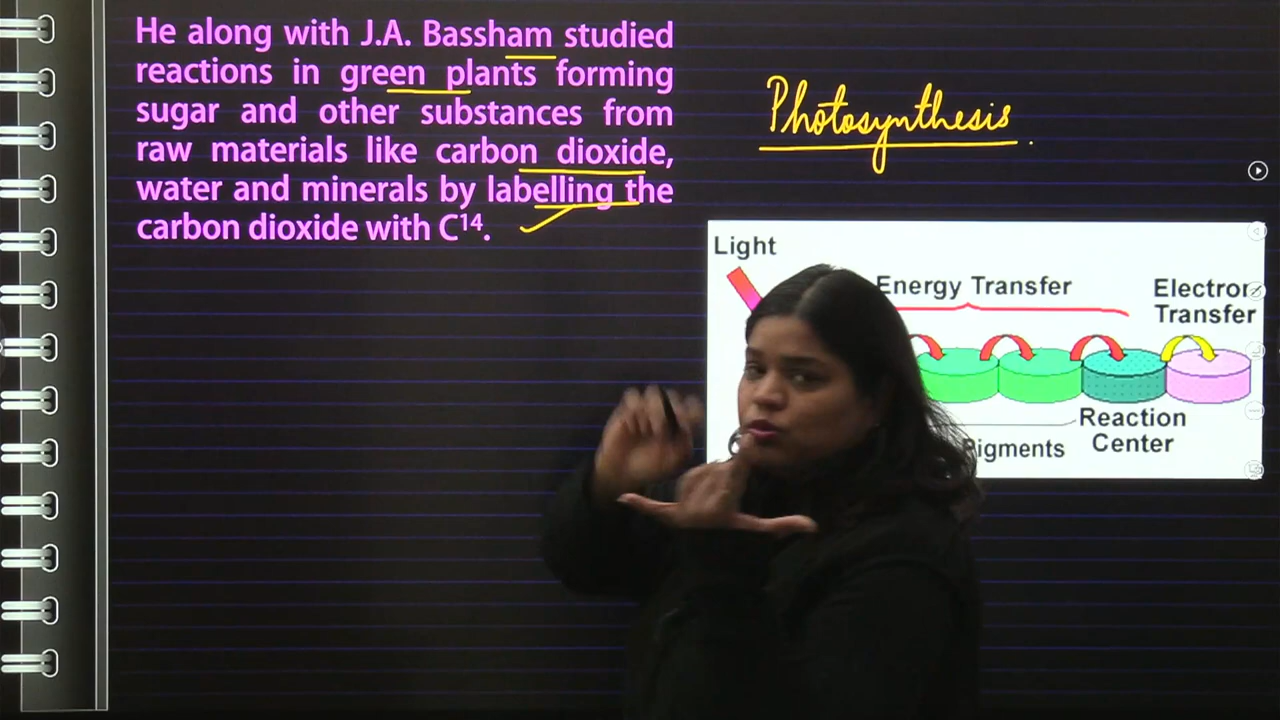 He along with J.A. Bassham studied
reactions in green plants forming
sugar and other substances from
raw materials like carbon dioxide,
water and minerals by labelling the
carbon dioxide with C¹⁴.
Photosynthesis.
Light
Energy Transfer
Electron
Transfer
Reaction
Center
Pigments